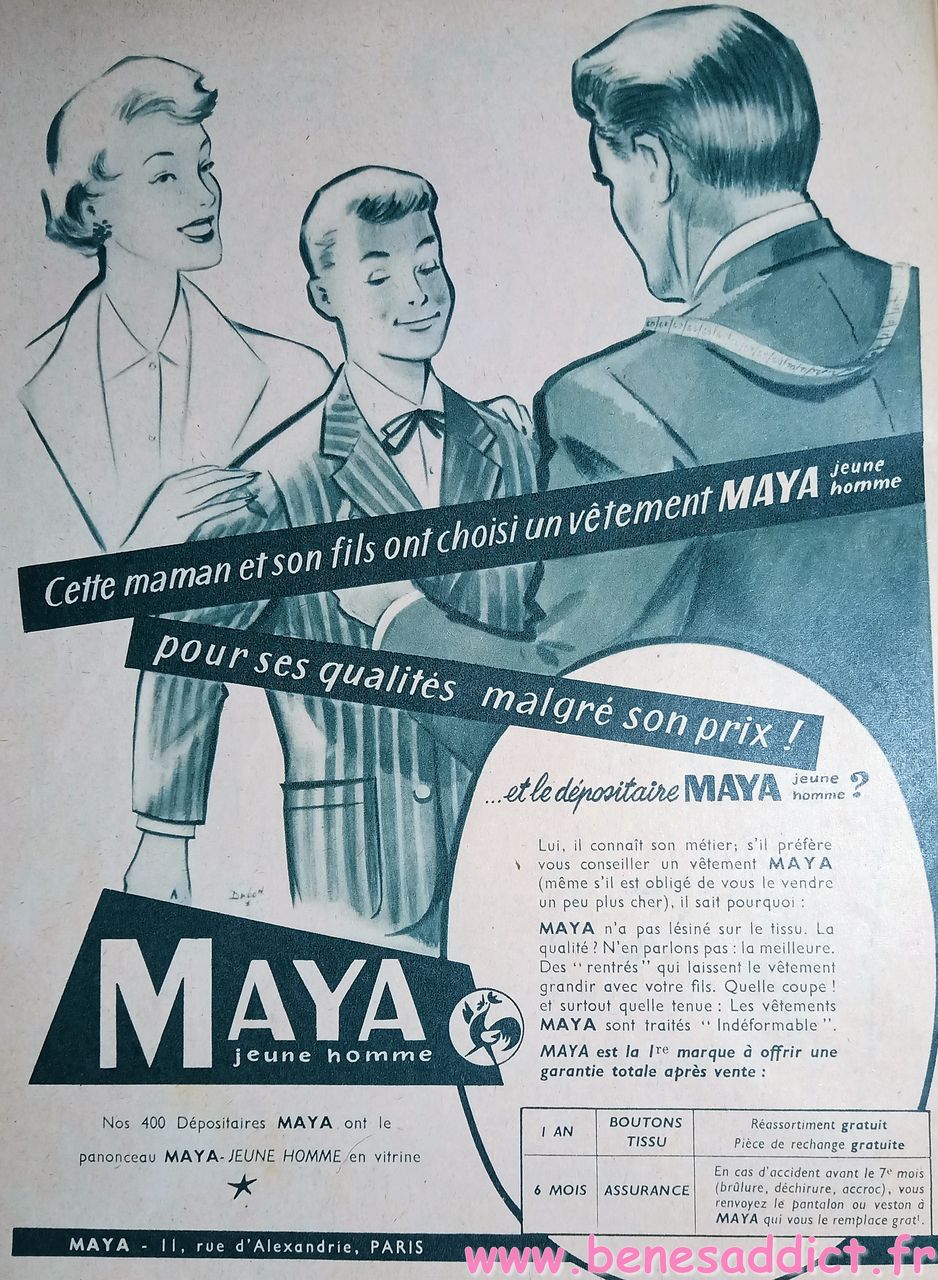 Cette maman et son fils ont choisi un vêtement MAYA jeune homme
pour ses qualités malgré son prix !
...et le dépositaire MAYA jeune homme ?
Lui, il connaît son métier; s'il préfère
vous conseiller un vêtement MAYA
(même s'il est obligé de vous le vendre
un peu plus cher), il sait pourquoi :
MAYA n'a pas lésiné sur le tissu. La
qualité ? N'en parlons pas : la meilleure.
Des " rentrés " qui laissent le vêtement
grandir avec votre fils. Quelle coupe !
et surtout quelle tenue : Les vêtements
MAYA sont traités " Indéformable ".
MAYA est la 1re marque à offrir une
garantie totale après vente :
1 AN
BOUTONS
TISSU
Réassortiment gratuit
Pièce de rechange gratuite
6 MOIS
ASSURANCE
En cas d'accident avant le 7e mois
(brûlure, déchirure, accroc), vous
renvoyez le pantalon ou veston à
MAYA qui vous le remplace grat'.
MAYA
jeune homme
Nos 400 Dépositaires MAYA ont le
panonceau MAYA-JEUNE HOMME en vitrine
MAYA - 11, rue d'Alexandrie, PARIS
www.benesaddict.fr